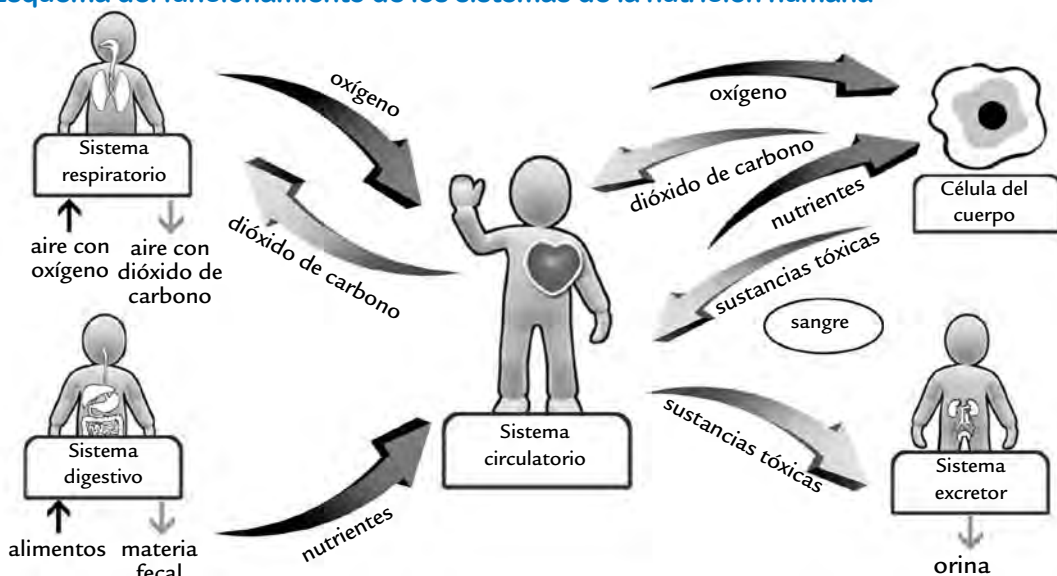 Esquema del funcionamiento de los sistemas de la nutrición humana
Sistema
respiratorio
aire con
oxígeno
aire con
dióxido de
carbono
oxígeno
dióxido de carbono
oxígeno
dióxido de carbono
nutrientes
sustancias tóxicas
Célula del
cuerpo
sangre
Sistema
digestivo
alimentos
materia
fecal
nutrientes
Sistema
circulatorio
sustancias tóxicas
Sistema
excretor
orina